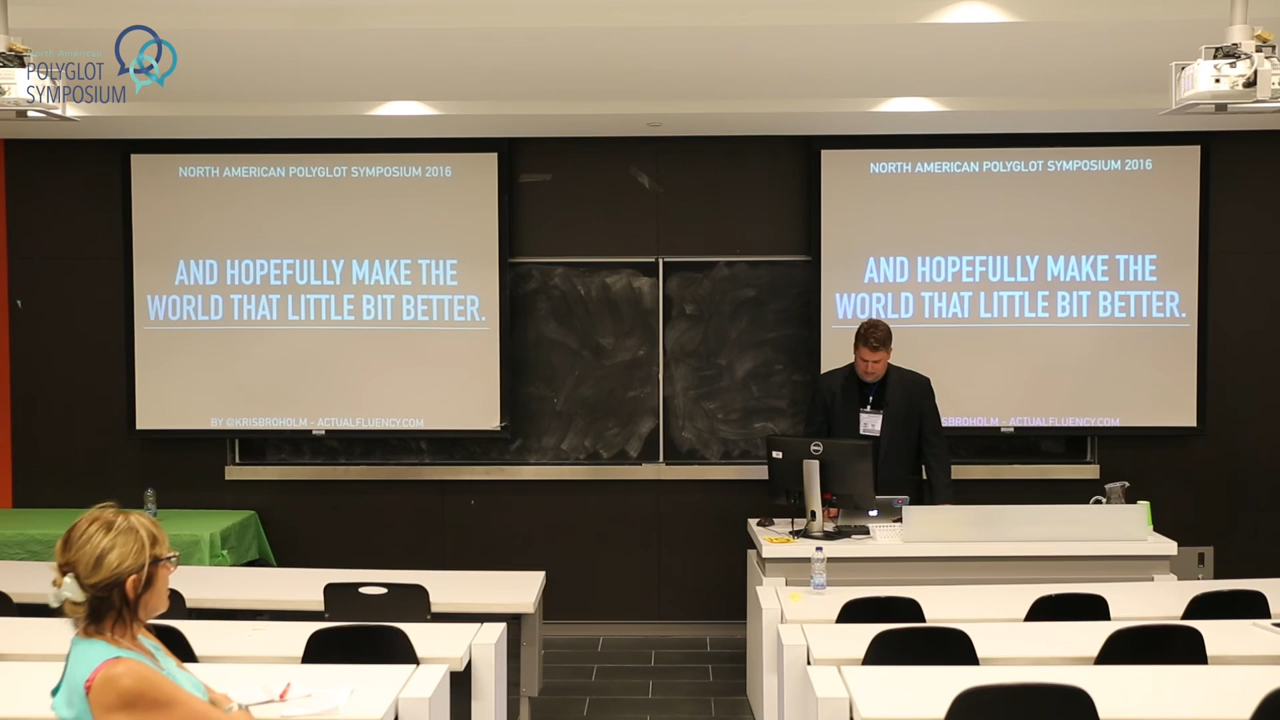 North American
POLYGLOT
SYMPOSIUM
NORTH AMERICAN POLYGLOT SYMPOSIUM 2016
AND HOPEFULLY MAKE THE
WORLD THAT LITTLE BIT BETTER.
BY @KRISBROHOLM - ACTUALFLUENCY.COM
NORTH AMERICAN POLYGLOT SYMPOSIUM 2016
AND HOPEFULLY MAKE THE
WORLD THAT LITTLE BIT BETTER.
SBROHOLM - ACTUALFLUENCY.COM
DELL